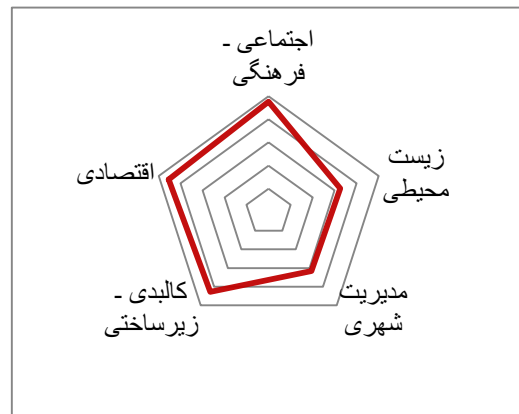 اجتماعی ـ
فرهنگی
زیست
محیطی
اقتصادی
مدیریت
شهری
کالبدی ـ
زیرساختی